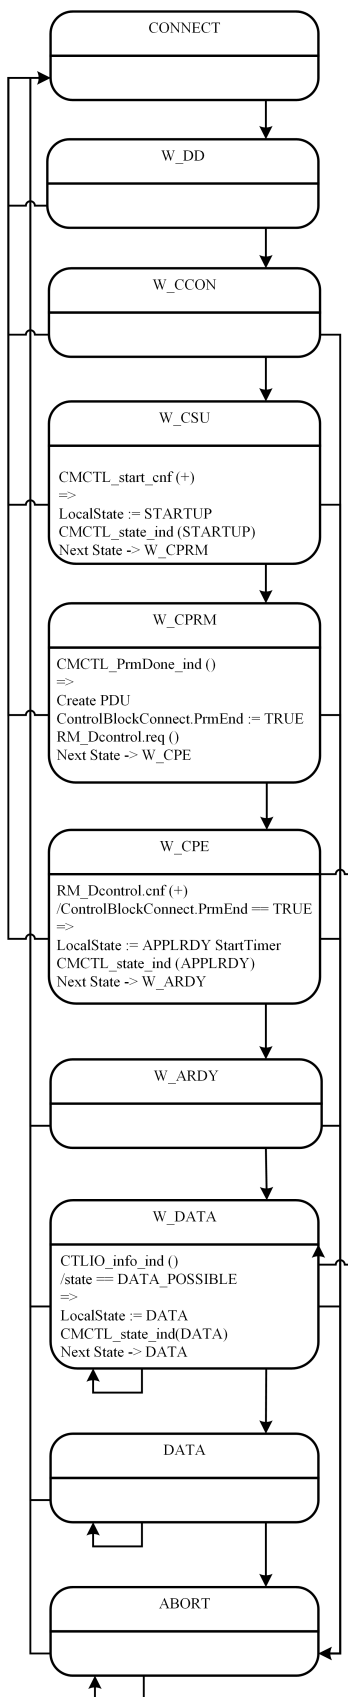 CONNECT
W_DD
W_CCON
W_CSU
CMCTL_start_cnf (+)
=>
LocalState := STARTUP
CMCTL_state_ind (STARTUP)
Next State -> W_CPRM
W_CPRM
CMCTL_PrmDone_ind ()
=>
Create PDU
ControlBlockConnect.PrmEnd := TRUE
RM_Dcontrol.req ()
Next State -> W_CPE
W_CPE
RM_Dcontrol.cnf (+)
/ControlBlockConnect.PrmEnd == TRUE
=>
LocalState := APPLRDY StartTimer
CMCTL_state_ind (APPLRDY)
Next State -> W_ARDY
W_ARDY
W_DATA
CTLIO_info_ind ()
/state == DATA_POSSIBLE
=>
LocalState := DATA
CMCTL_state_ind(DATA)
Next State -> DATA
DATA
ABORT